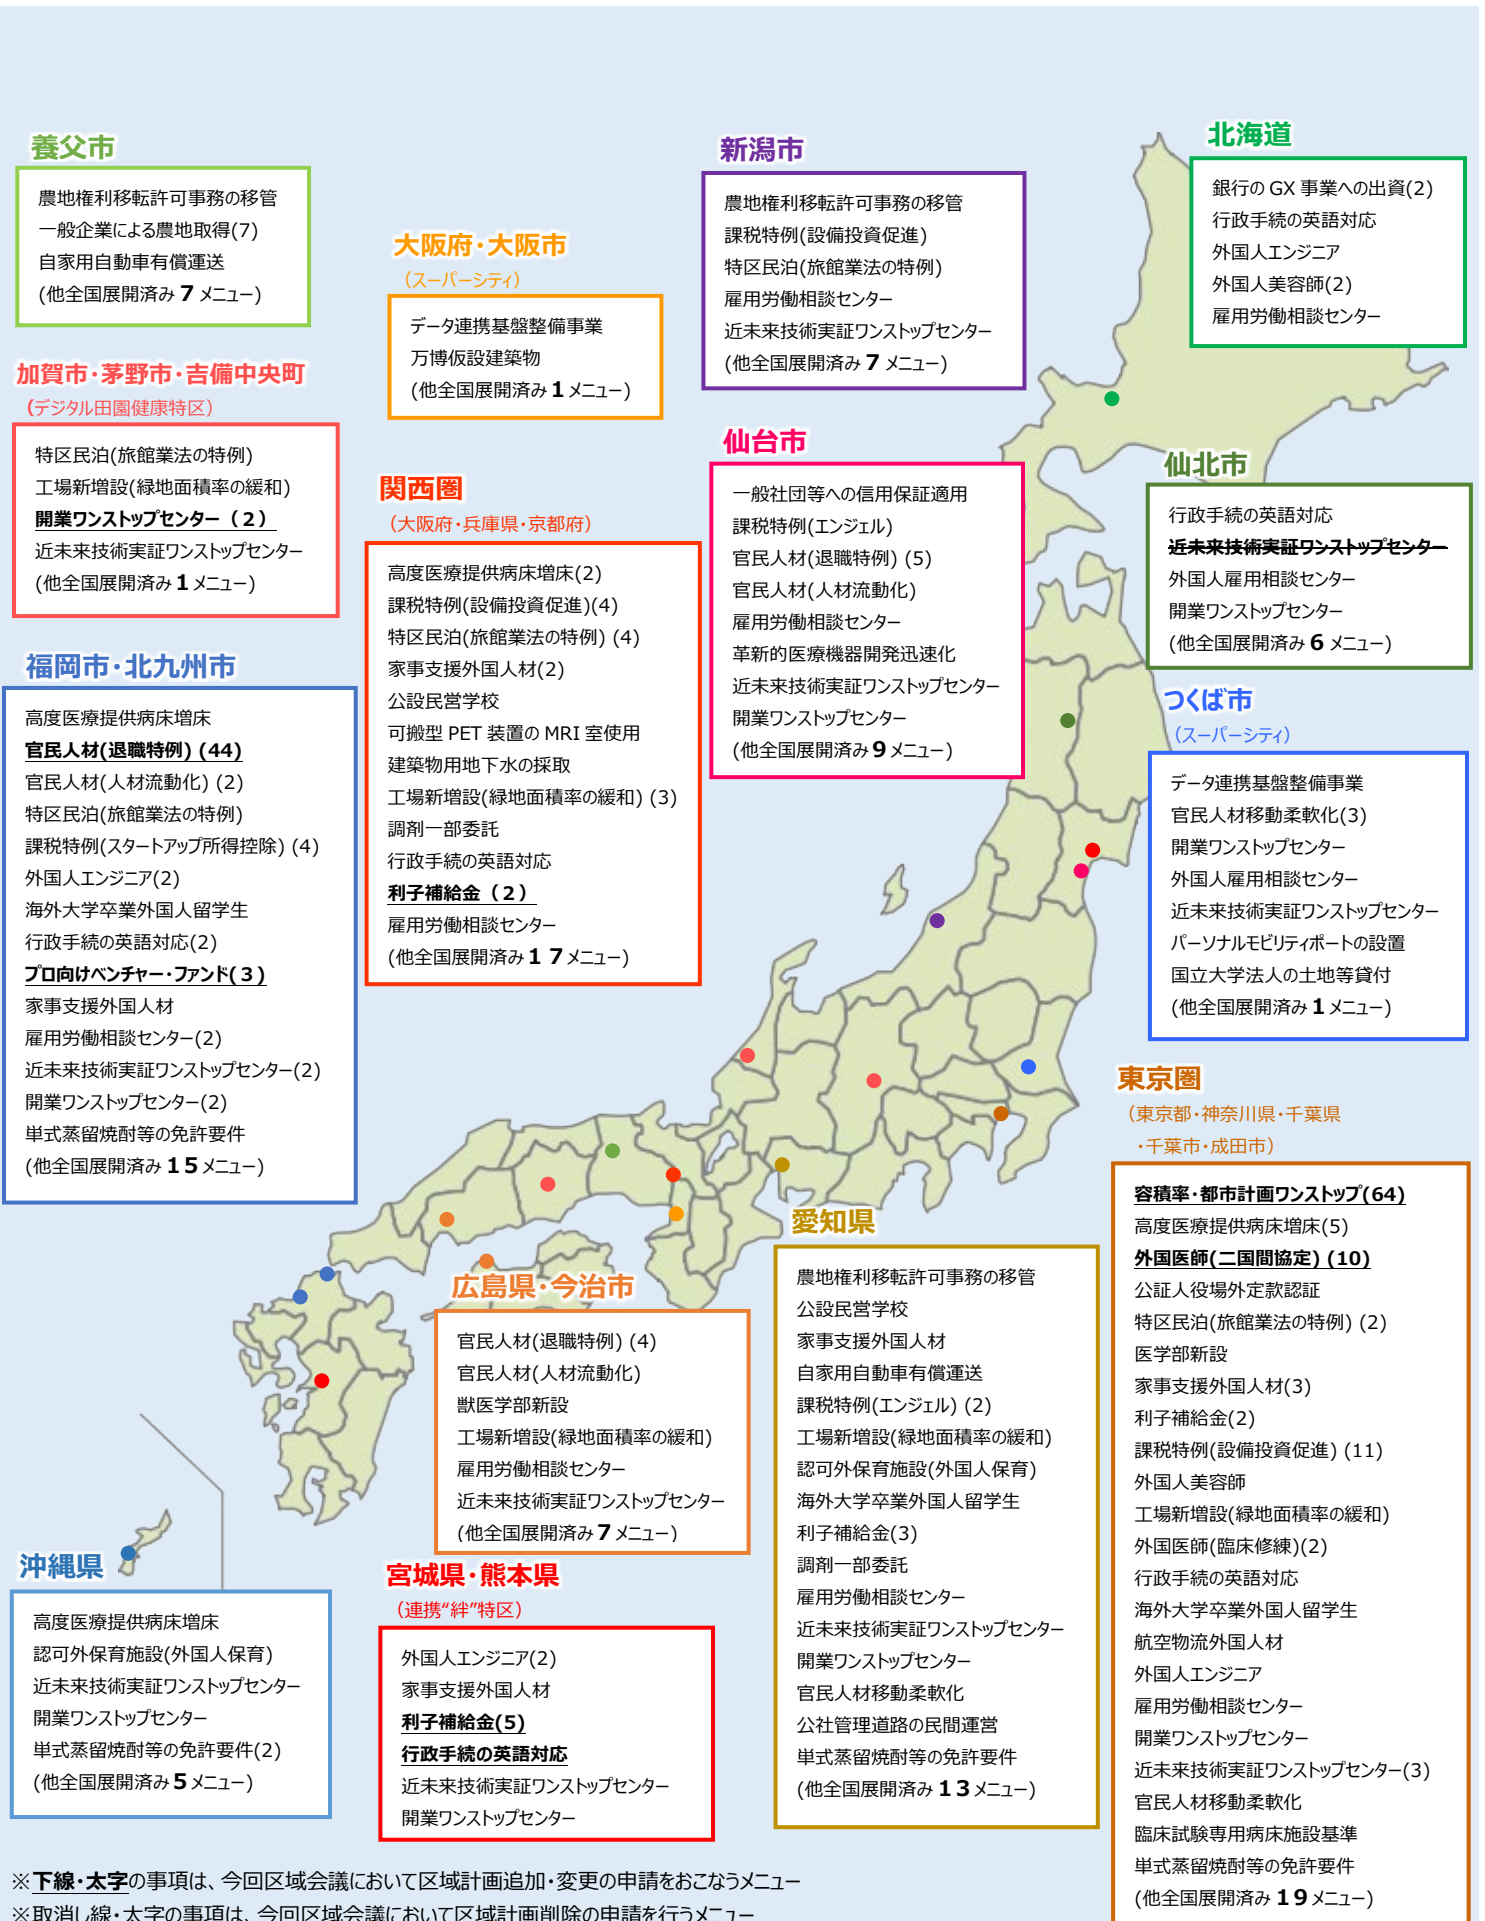 養父市
農地権利移転許可事務の移管
一般企業による農地取得(7)
自家用自動車有償運送
(他全国展開済み 7 メニュー)
加賀市・茅野市・吉備中央町
(デジタル田園健康特区)
特区民泊(旅館業法の特例)
工場新増設(緑地面積率の緩和)
開業ワンストップセンター（２）
近未来技術実証ワンストップセンター
(他全国展開済み 1 メニュー)
福岡市・北九州市
高度医療提供病床増床
官民人材(退職特例) (44)
官民人材(人材流動化) (2)
特区民泊(旅館業法の特例)
課税特例(スタートアップ所得控除) (4)
外国人エンジニア(2)
海外大学卒業外国人留学生
行政手続の英語対応(2)
プロ向けベンチャー・ファンド(３)
家事支援外国人材
雇用労働相談センター(2)
近未来技術実証ワンストップセンター(2)
開業ワンストップセンター(2)
単式蒸留焼酎等の免許要件
(他全国展開済み 15 メニュー)
大阪府・大阪市
（スーパーシティ）
データ連携基盤整備事業
万博仮設建築物
(他全国展開済み 1 メニュー)
関西圏
（大阪府・兵庫県・京都府）
高度医療提供病床増床(2)
課税特例(設備投資促進)(4)
特区民泊(旅館業法の特例) (4)
家事支援外国人材(2)
公設民営学校
可搬型 PET 装置の MRI 室使用
建築物用地下水の採取
工場新増設(緑地面積率の緩和) (3)
調剤一部委託
行政手続の英語対応
利子補給金（２）
雇用労働相談センター
(他全国展開済み１７メニュー)
新潟市
農地権利移転許可事務の移管
課税特例(設備投資促進)
特区民泊(旅館業法の特例)
雇用労働相談センター
近未来技術実証ワンストップセンター
(他全国展開済み 7 メニュー)
仙台市
一般社団等への信用保証適用
課税特例(エンジェル)
官民人材(退職特例) (5)
官民人材(人材流動化)
雇用労働相談センター
革新的医療機器開発迅速化
近未来技術実証ワンストップセンター
開業ワンストップセンター
(他全国展開済み 9 メニュー)
北海道
銀行の GX 事業への出資(2)
行政手続の英語対応
外国人エンジニア
外国人美容師(2)
雇用労働相談センター
仙北市
行政手続の英語対応
近未来技術実証ワンストップセンター
外国人雇用相談センター
開業ワンストップセンター
(他全国展開済み 6 メニュー)
つくば市
（スーパーシティ）
データ連携基盤整備事業
官民人材移動柔軟化(3)
開業ワンストップセンター
外国人雇用相談センター
近未来技術実証ワンストップセンター
パーソナルモビリティポートの設置
国立大学法人の土地等貸付
(他全国展開済み 1 メニュー)
東京圏
（東京都・神奈川県・千葉県
・千葉市・成田市）
容積率・都市計画ワンストップ(64)
高度医療提供病床増床(5)
外国医師(二国間協定) (10)
公証人役場外定款認証
特区民泊(旅館業法の特例) (2)
医学部新設
家事支援外国人材(3)
利子補給金(2)
課税特例(設備投資促進) (11)
外国人美容師
工場新増設(緑地面積率の緩和)
外国医師(臨床修練)(2)
行政手続の英語対応
海外大学卒業外国人留学生
航空物流外国人材
外国人エンジニア
雇用労働相談センター
開業ワンストップセンター
近未来技術実証ワンストップセンター(3)
官民人材移動柔軟化
臨床試験専用病床施設基準
単式蒸留焼酎等の免許要件
(他全国展開済み 19 メニュー)
愛知県
農地権利移転許可事務の移管
公設民営学校
家事支援外国人材
自家用自動車有償運送
課税特例(エンジェル) (2)
工場新増設(緑地面積率の緩和)
認可外保育施設(外国人保育)
海外大学卒業外国人留学生
利子補給金(3)
調剤一部委託
雇用労働相談センター
近未来技術実証ワンストップセンター
開業ワンストップセンター
官民人材移動柔軟化
公社管理道路の民間運営
単式蒸留焼酎等の免許要件
(他全国展開済み１３メニュー)
広島県・今治市
官民人材(退職特例) (4)
官民人材(人材流動化)
獣医学部新設
工場新増設(緑地面積率の緩和)
雇用労働相談センター
近未来技術実証ワンストップセンター
(他全国展開済み 7 メニュー)
宮城県・熊本県
（連携“絆”特区）
外国人エンジニア(2)
家事支援外国人材
利子補給金(5)
行政手続の英語対応
近未来技術実証ワンストップセンター
開業ワンストップセンター
沖縄県
高度医療提供病床増床
認可外保育施設(外国人保育)
近未来技術実証ワンストップセンター
開業ワンストップセンター
単式蒸留焼酎等の免許要件(2)
(他全国展開済み 5 メニュー)
※下線・太字の事項は、今回区域会議において区域計画追加・変更の申請をおこなうメニュー
※取消し線・太字の事項は、今回区域会議において区域計画削除の申請を行うメニュー